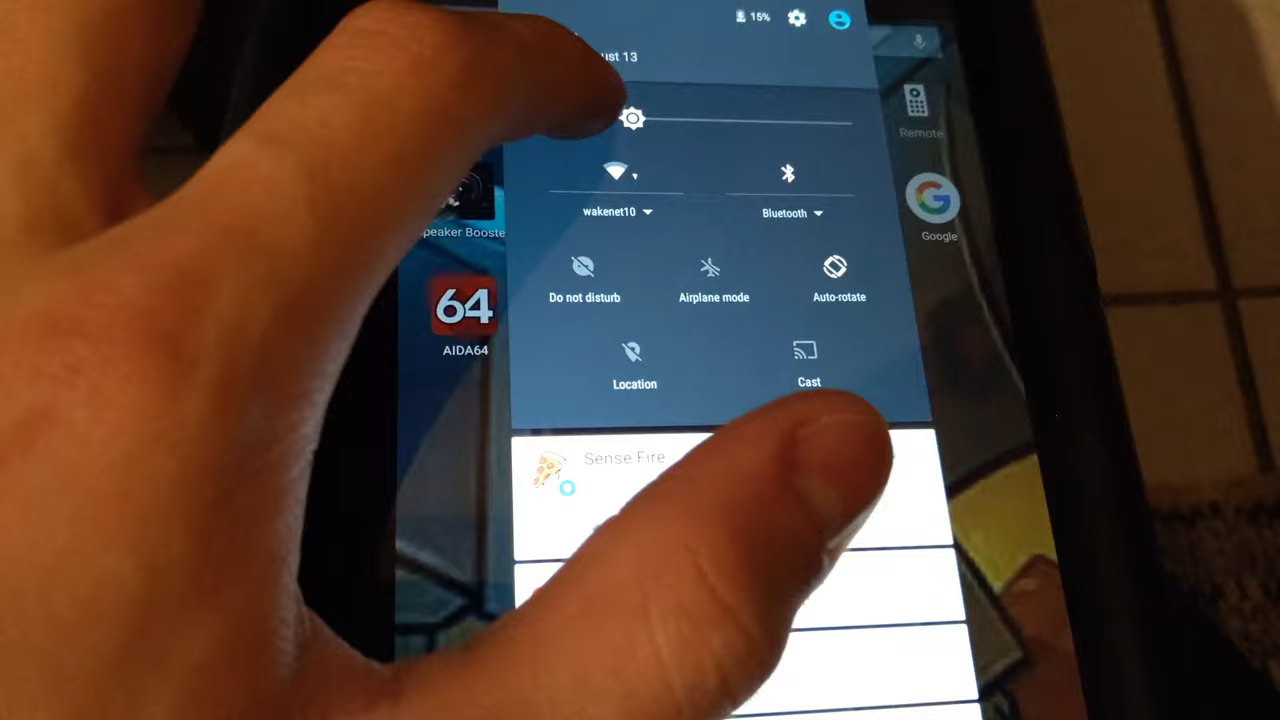 15%
ust 13
Remote
wakenet10
Bluetooth
peaker Booste
Google
Do not disturb
Airplane mode
Auto-rotate
64
AIDA64
Location
Cast
Sense Fire